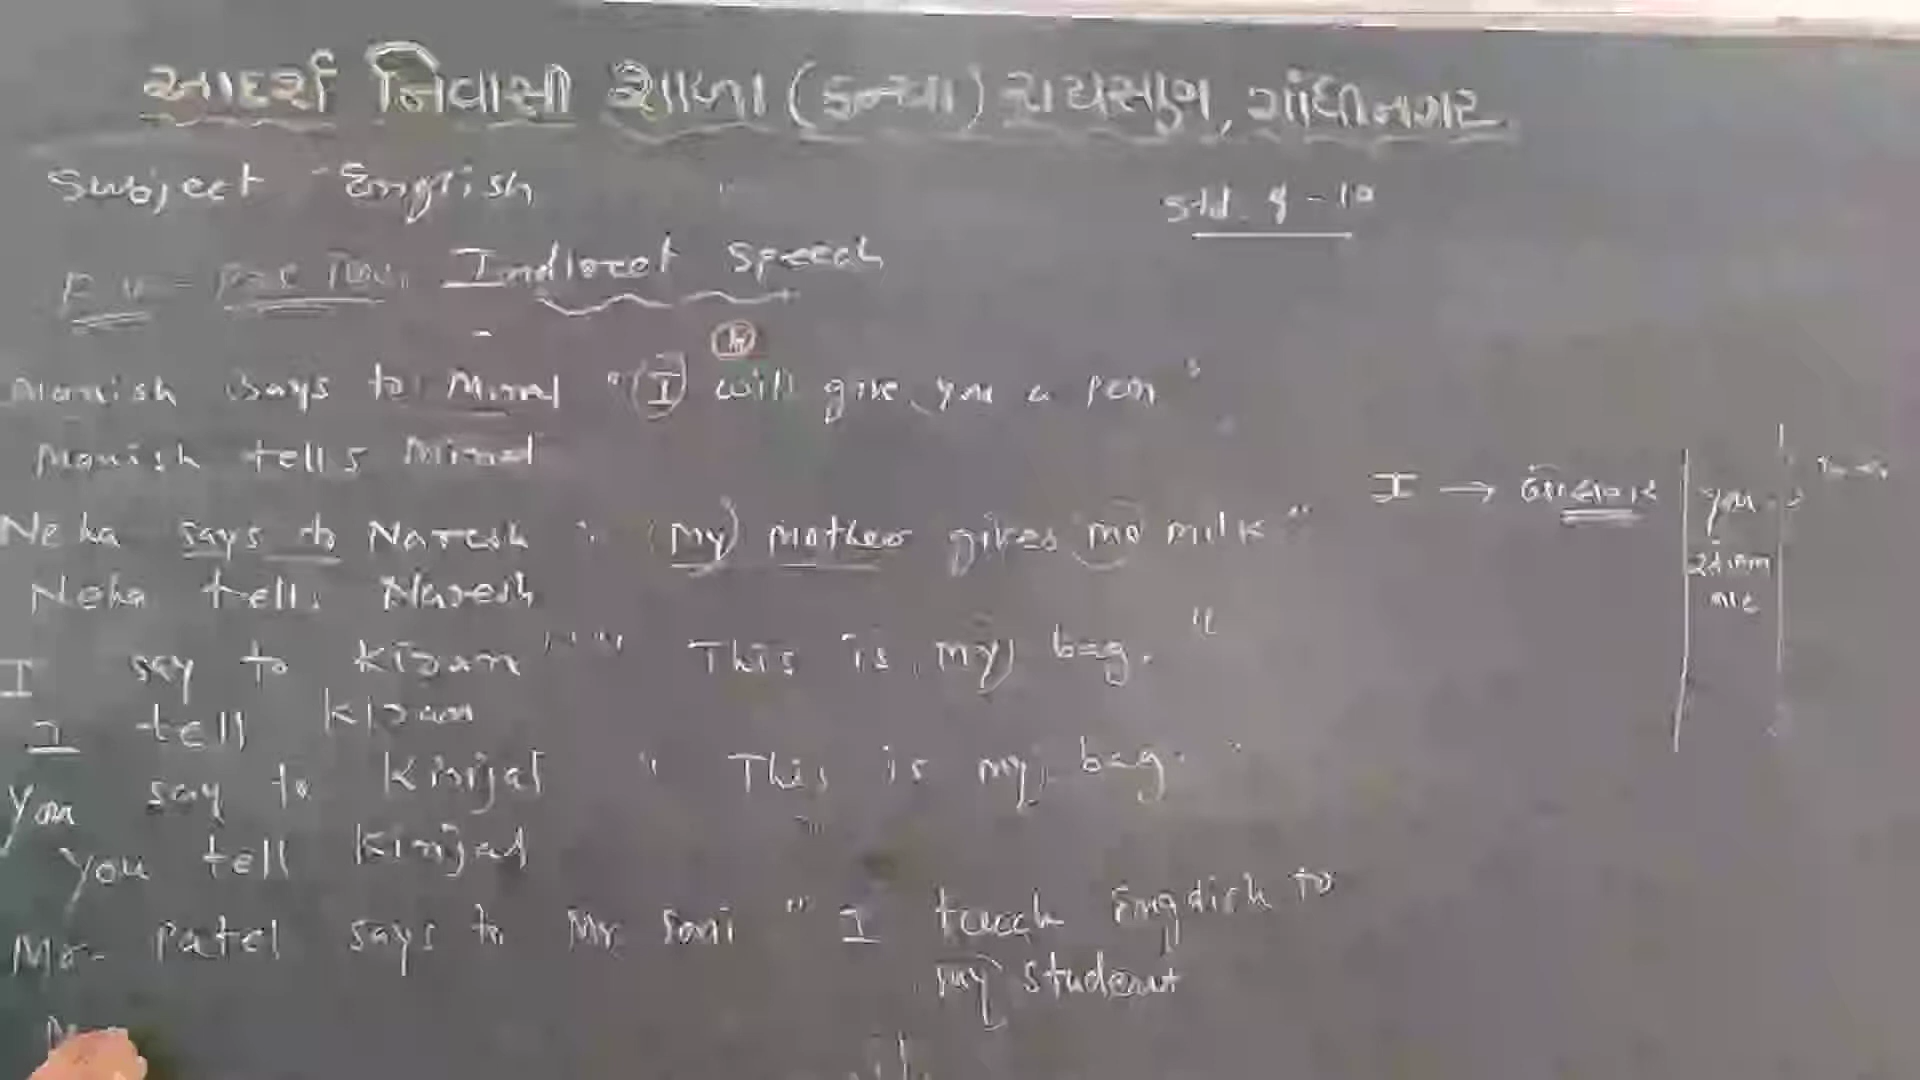 આદર્શ નિવાસી શાળા (કન્યા) રાયસણ, ગાંધીનગર
Subject - English
Std. 9 - 10
Indirect Speech
Manish says to Miral "I will give you a pen"
Manish tells Miral
Neha says to Naresh : My mother gives me milk"
Neha tells Naresh
I say to Kiran " This is my bag. "
I tell Kiran
You say to Kinjal " This is my bag. "
You tell Kinjal
Mr. Patel says to Mr Soni " I teach English to
my student
I →
you